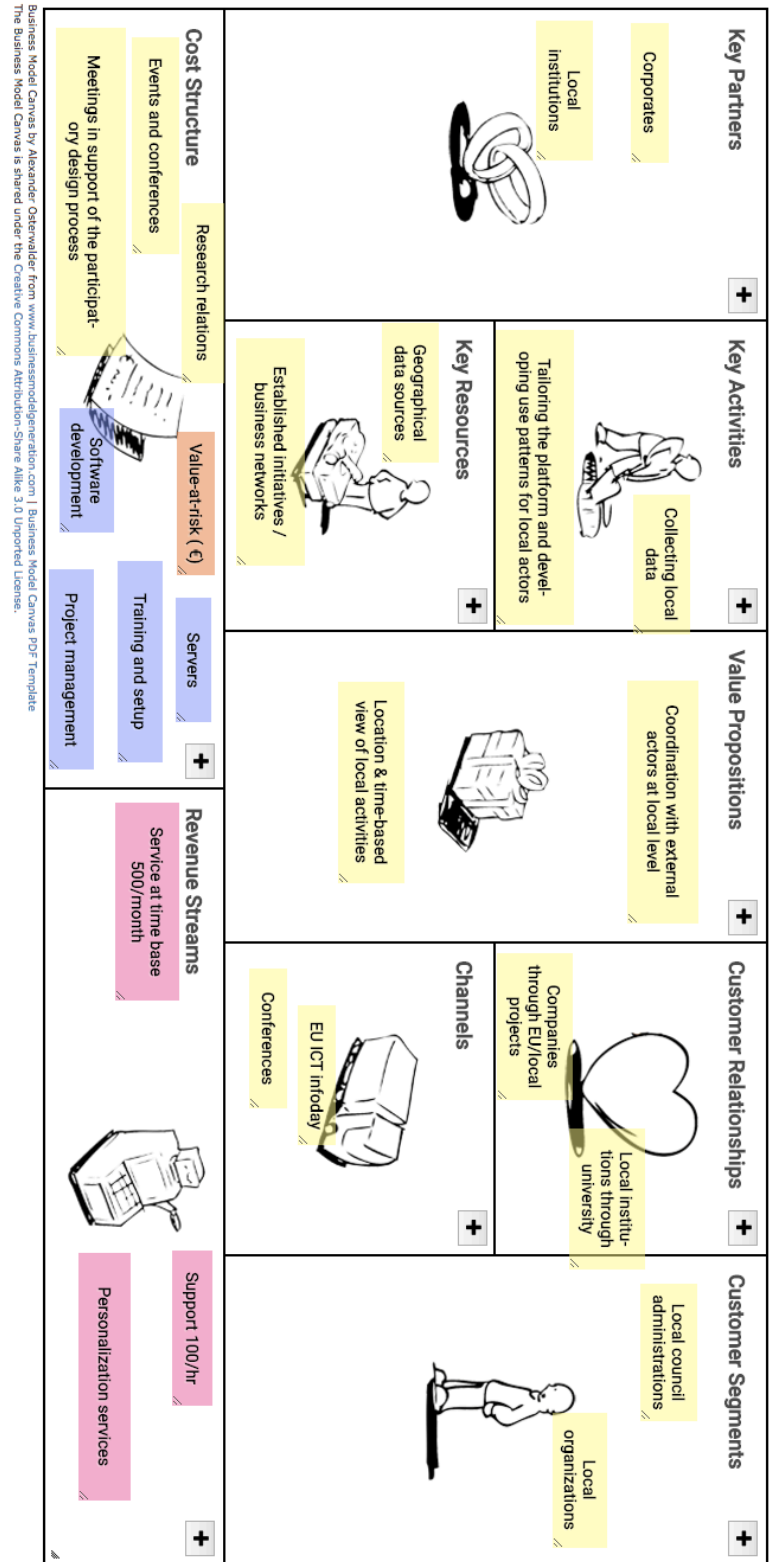 Key Partners
Corporates
Local
institutions
Key Activities
Collecting local
data
Tailoring the platform and devel-
oping use patterns for local actors
Key Resources
Geographical
data sources
Established initiatives /
business networks
Value Propositions
Coordination with external
actors at local level
Location & time-based
view of local activities
Customer Relationships
Local institu-
tions through
university
Companies
through EU/local
projects
Channels
EU ICT infoday
Conferences
Customer Segments
Local council
administrations
Local
organizations
Cost Structure
Research relations
Events and conferences
Meetings in support of the participat-
ory design process
Value-at-risk ( €)
Software
development
Servers
Training and setup
Project management
Revenue Streams
Service at time base
500/month
Support 100/hr
Personalization services
Business Model Canvas by Alexander Osterwalder from www.businessmodelgeneration.com | Business Model Canvas PDF Template
The Business Model Canvas is shared under the Creative Commons Attribution-Share Alike 3.0 Unported License.